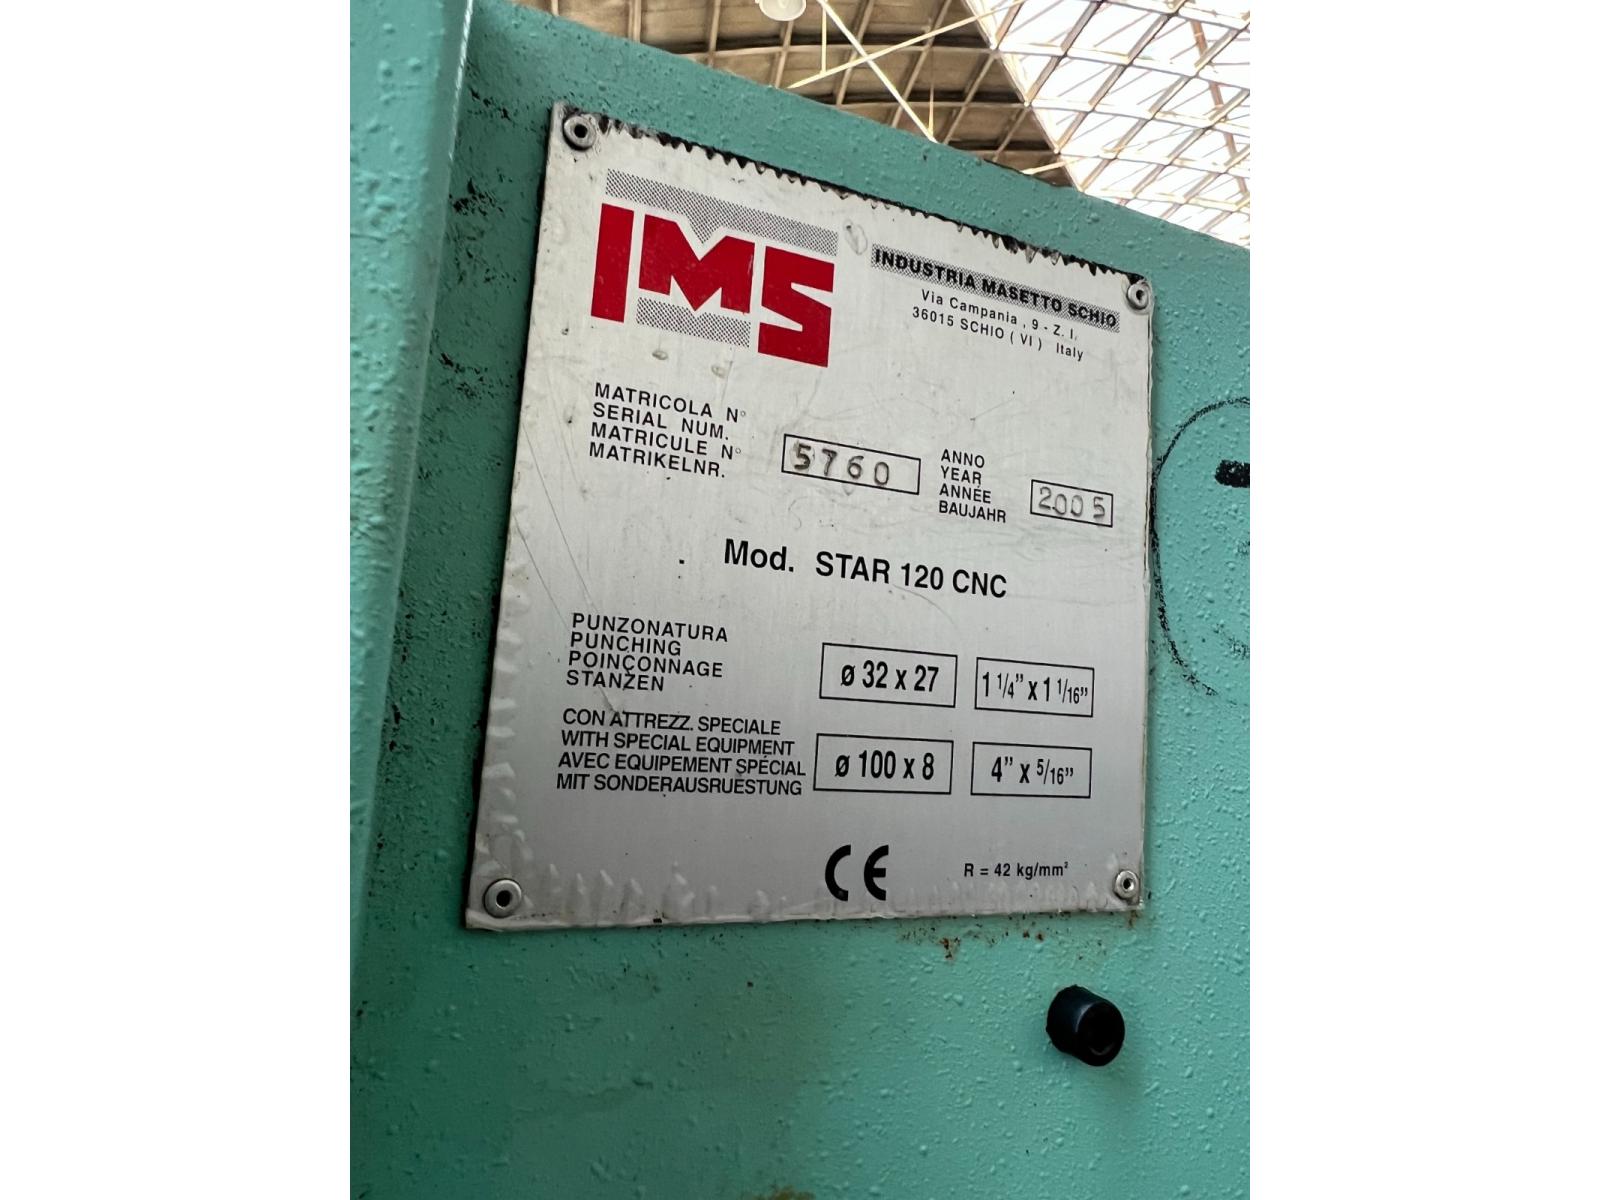 IMS
INDUSTRIA MASETTO SCHIO
Via Campania , 9 - Z. I.
36015 SCHIO ( VI ) Italy
MATRICOLA N°
SERIAL NUM.
MATRICULE N°
MATRIKELNR.
5760
ANNO
YEAR
ANNÉE
BAUJAHR
2005
Mod. STAR 120 CNC
PUNZONATURA
PUNCHING
POINÇONNAGE
STANZEN
ø 32 x 27
1 1/4” x 1 1/16”
CON ATTREZZ. SPECIALE
WITH SPECIAL EQUIPMENT
AVEC EQUIPEMENT SPÉCIAL
MIT SONDERAUSRUESTUNG
ø 100 x 8
4” x 5/16”
CE
R = 42 kg/mm²